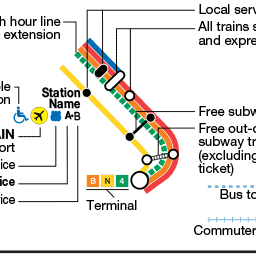 h hour line
extension
Local serv
All trains s
and expre
Station
Name
A•B
AIN
ort
ice
ice
ice
B N 4
Terminal
Free subw
Free out-o
subway tr
(excluding
ticket)
Bus to
Commuter